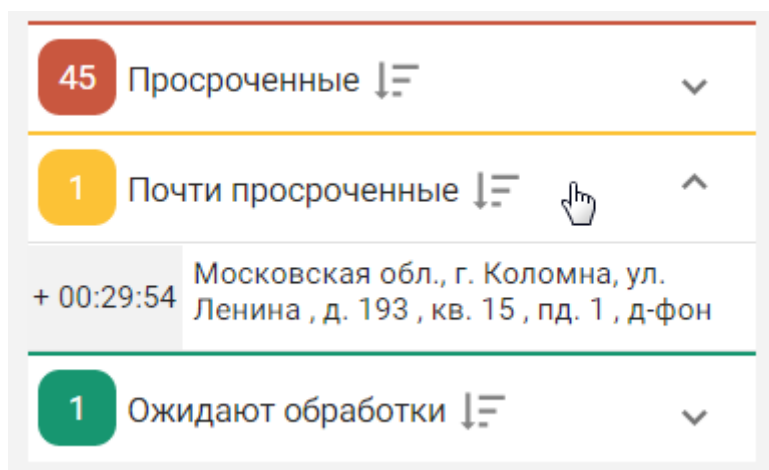 45 Просроченные
1 Почти просроченные
+ 00:29:54 Московская обл., г. Коломна, ул.
Ленина , д. 193 , кв. 15 , пд. 1 , д-фон
1 Ожидают обработки